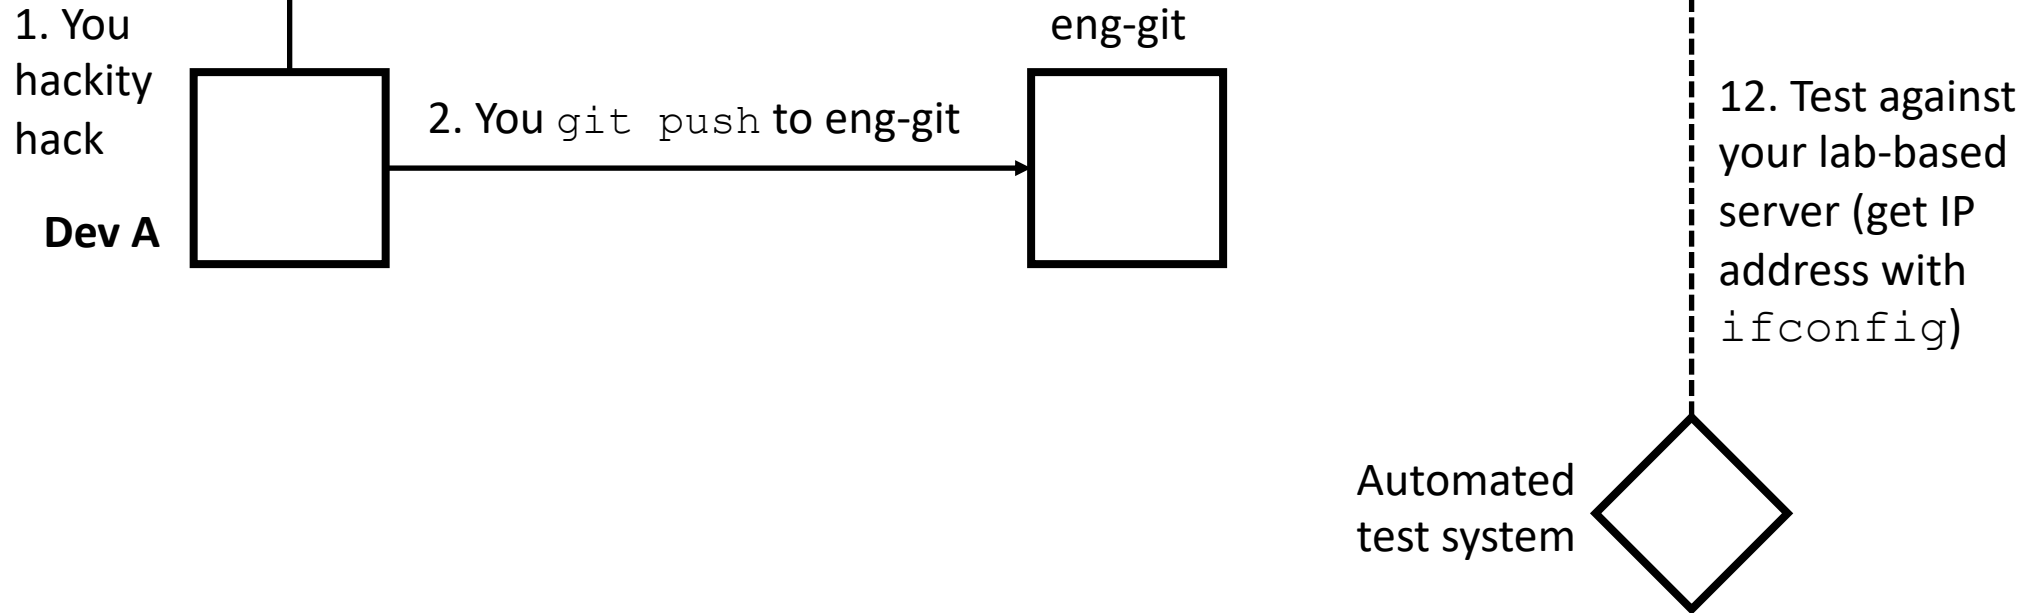 1. You
hackity
hack
Dev A
2. You git push to eng-git
eng-git
12. Test against
your lab-based
server (get IP
address with
ifconfig)
Automated
test system